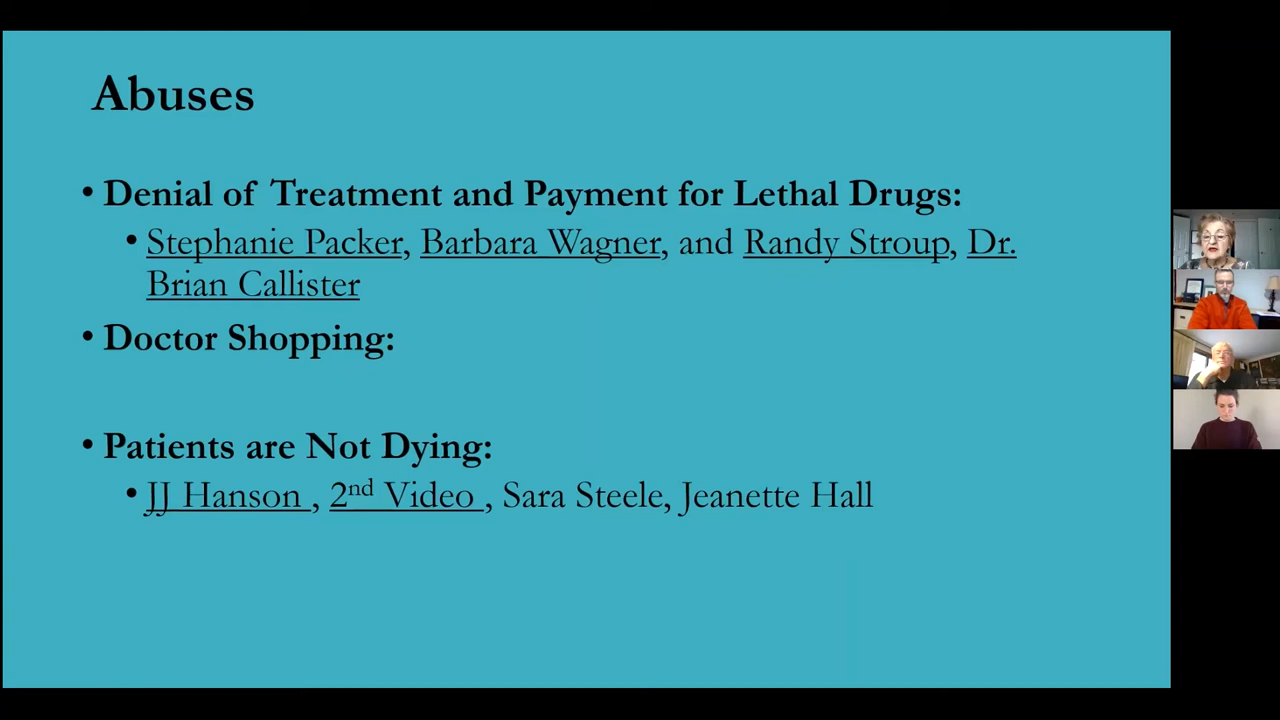 Abuses
• Denial of Treatment and Payment for Lethal Drugs:
• Stephanie Packer, Barbara Wagner, and Randy Stroup, Dr.
Brian Callister
• Doctor Shopping:
• Patients are Not Dying:
• JJ Hanson , 2nd Video , Sara Steele, Jeanette Hall